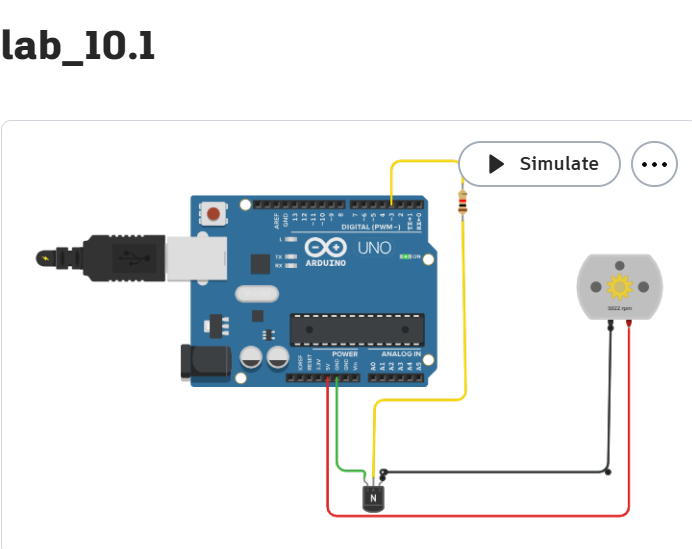 lab_10.1
Simulate
AREF
GND
13
12
~11
~10
~9
8
7
~6
~5
4
~3
2
TX→1
RX←0
DIGITAL (PWM~)
L
TX
RX
UNO
ARDUINO
ON
POWER
ANALOG IN
IOREF
RESET
3.3V
5V
GND
GND
Vin
A0
A1
A2
A3
A4
A5
N